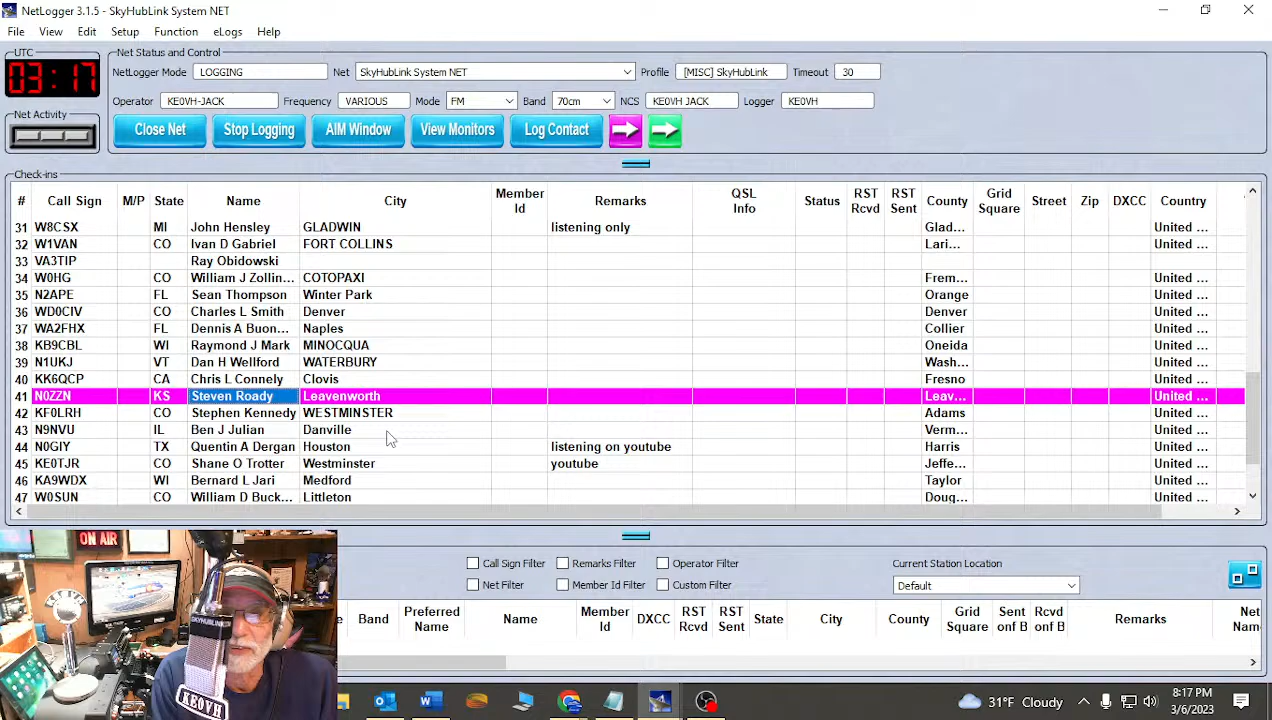 NetLogger 3.1.5 - SkyHubLink System NET
File View Edit Setup Function eLogs Help
UTC
03:17
Net Activity
Net Status and Control
NetLogger Mode LOGGING Net SkyHubLink System NET Profile [MISC] SkyHubLink Timeout 30
Operator KE0VH-JACK Frequency VARIOUS Mode FM Band 70cm NCS KE0VH JACK Logger KE0VH
Close Net Stop Logging AIM Window View Monitors Log Contact
Check-ins
# Call Sign M/P State Name City Member Id Remarks QSL Info Status RST Rcvd RST Sent County Grid Square Street Zip DXCC Country
31 W8CSX MI John Hensley GLADWIN listening only Glad... United ...
32 W1VAN CO Ivan D Gabriel FORT COLLINS Lari... United ...
33 VA3TIP Ray Obidowski
34 W0HG CO William J Zollin... COTOPAXI Frem... United ...
35 N2APE FL Sean Thompson Winter Park Orange United ...
36 WD0CIV CO Charles L Smith Denver Denver United ...
37 WA2FHX FL Dennis A Buon... Naples Collier United ...
38 KB9CBL WI Raymond J Mark MINOCQUA Oneida United ...
39 N1UKJ VT Dan H Wellford WATERBURY Wash... United ...
40 KK6QCP CA Chris L Connely Clovis Fresno United ...
41 N0ZZN KS Steven Roady Leavenworth Leav... United ...
42 KF0LRH CO Stephen Kennedy WESTMINSTER Adams United ...
43 N9NVU IL Ben J Julian Danville Verm... United ...
44 N0GIY TX Quentin A Dergan Houston listening on youtube Harris United ...
45 KE0TJR CO Shane O Trotter Westminster youtube Jeffe... United ...
46 KA9WDX WI Bernard L Jari Medford Taylor United ...
47 W0SUN CO William D Buck... Littleton Doug... United ...
ON AIR
KE0VH
SKYHUBLINK
KE0VH
Call Sign Filter Remarks Filter Operator Filter
Net Filter Member Id Filter Custom Filter
Current Station Location
Default
e Band Preferred Name Name Member Id DXCC RST Rcvd RST Sent State City County Grid Square Sent onf B Rcvd onf B Remarks Net Name
31°F Cloudy
8:17 PM
3/6/2023